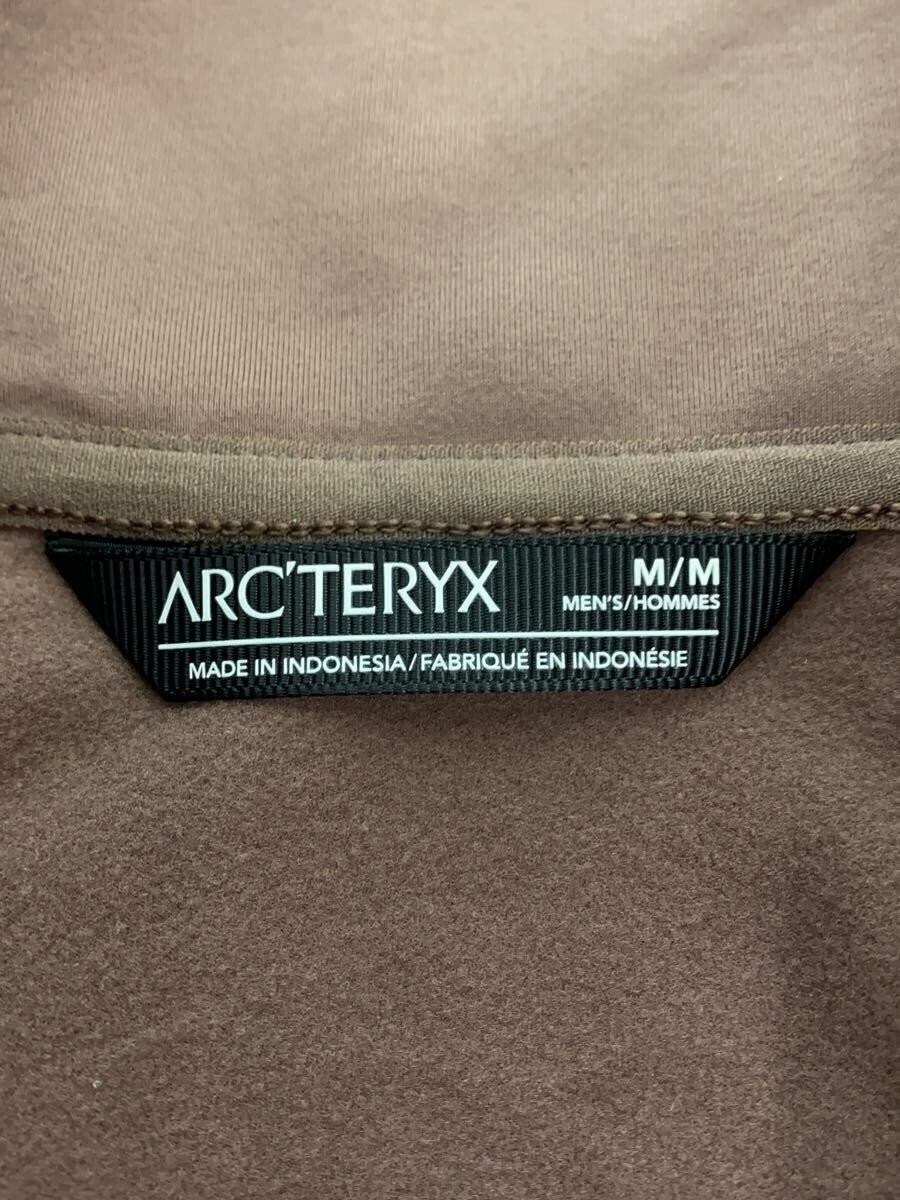 ARC'TERYX
M/M
MEN'S/HOMMES
MADE IN INDONESIA/FABRIQUÉ EN INDONÉSIE